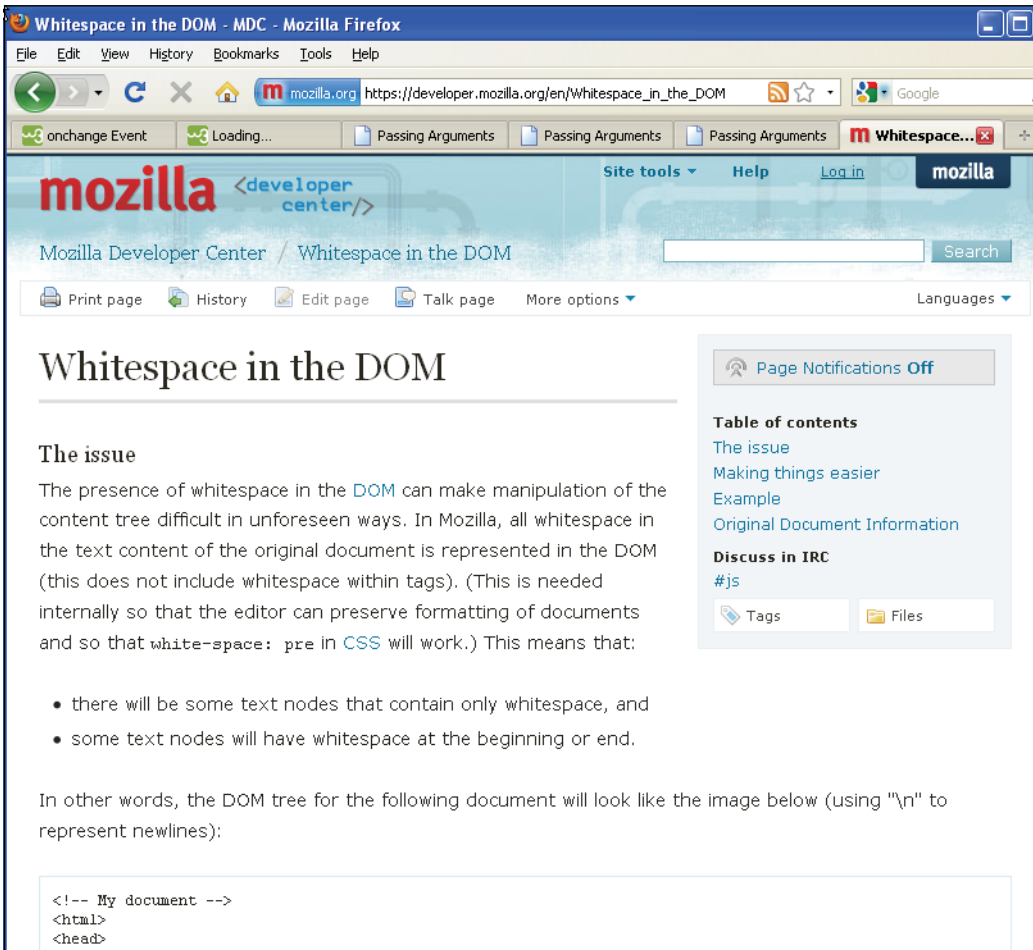 Whitespace in the DOM - MDC - Mozilla Firefox
File Edit View History Bookmarks Tools Help
m mozilla.org https://developer.mozilla.org/en/Whitespace_in_the_DOM Google
onchange Event Loading... Passing Arguments Passing Arguments Passing Arguments m Whitespace...
mozilla <developer center/> Site tools Help Log in mozilla
Mozilla Developer Center / Whitespace in the DOM Search
Print page History Edit page Talk page More options Languages
Whitespace in the DOM
Page Notifications Off
Table of contents
The issue
Making things easier
Example
Original Document Information
Discuss in IRC
#js
Tags Files
The issue
The presence of whitespace in the DOM can make manipulation of the
content tree difficult in unforeseen ways. In Mozilla, all whitespace in
the text content of the original document is represented in the DOM
(this does not include whitespace within tags). (This is needed
internally so that the editor can preserve formatting of documents
and so that white-space: pre in CSS will work.) This means that:
• there will be some text nodes that contain only whitespace, and
• some text nodes will have whitespace at the beginning or end.
In other words, the DOM tree for the following document will look like the image below (using "\n" to
represent newlines):
<!-- My document -->
<html>
<head>